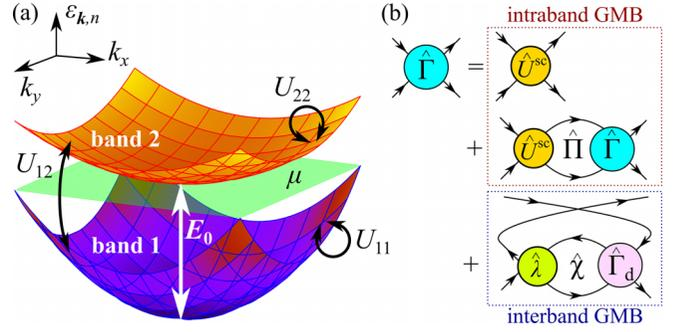 (a)
ε_{k,n}
k_x
k_y
U_{22}
band 2
U_{12}
μ
E_0
band 1
U_{11}
(b)
intraband GMB
Γ̂ = Û^{sc}
+ Û^{sc} Π̂ Γ̂
+ λ̂ χ̂ Γ̂_d
interband GMB